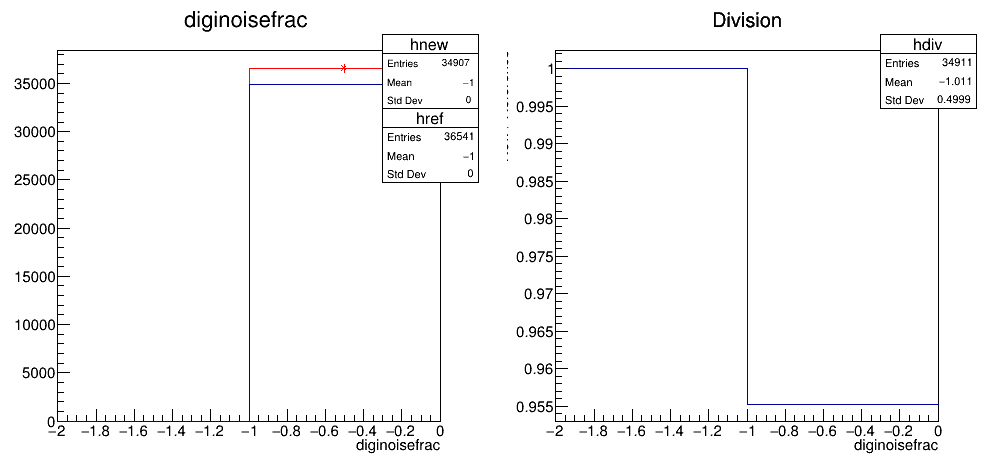 diginoisefrac
hnew
Entries 34907
Mean −1
Std Dev 0
href
Entries 36541
Mean −1
Std Dev 0
35000
30000
25000
20000
15000
10000
5000
0
−2 −1.8 −1.6 −1.4 −1.2 −1 −0.8 −0.6 −0.4 −0.2 0
diginoisefrac
Division
hdiv
Entries 34911
Mean −1.011
Std Dev 0.4999
1
0.995
0.99
0.985
0.98
0.975
0.97
0.965
0.96
0.955
−2 −1.8 −1.6 −1.4 −1.2 −1 −0.8 −0.6 −0.4 −0.2 0
diginoisefrac